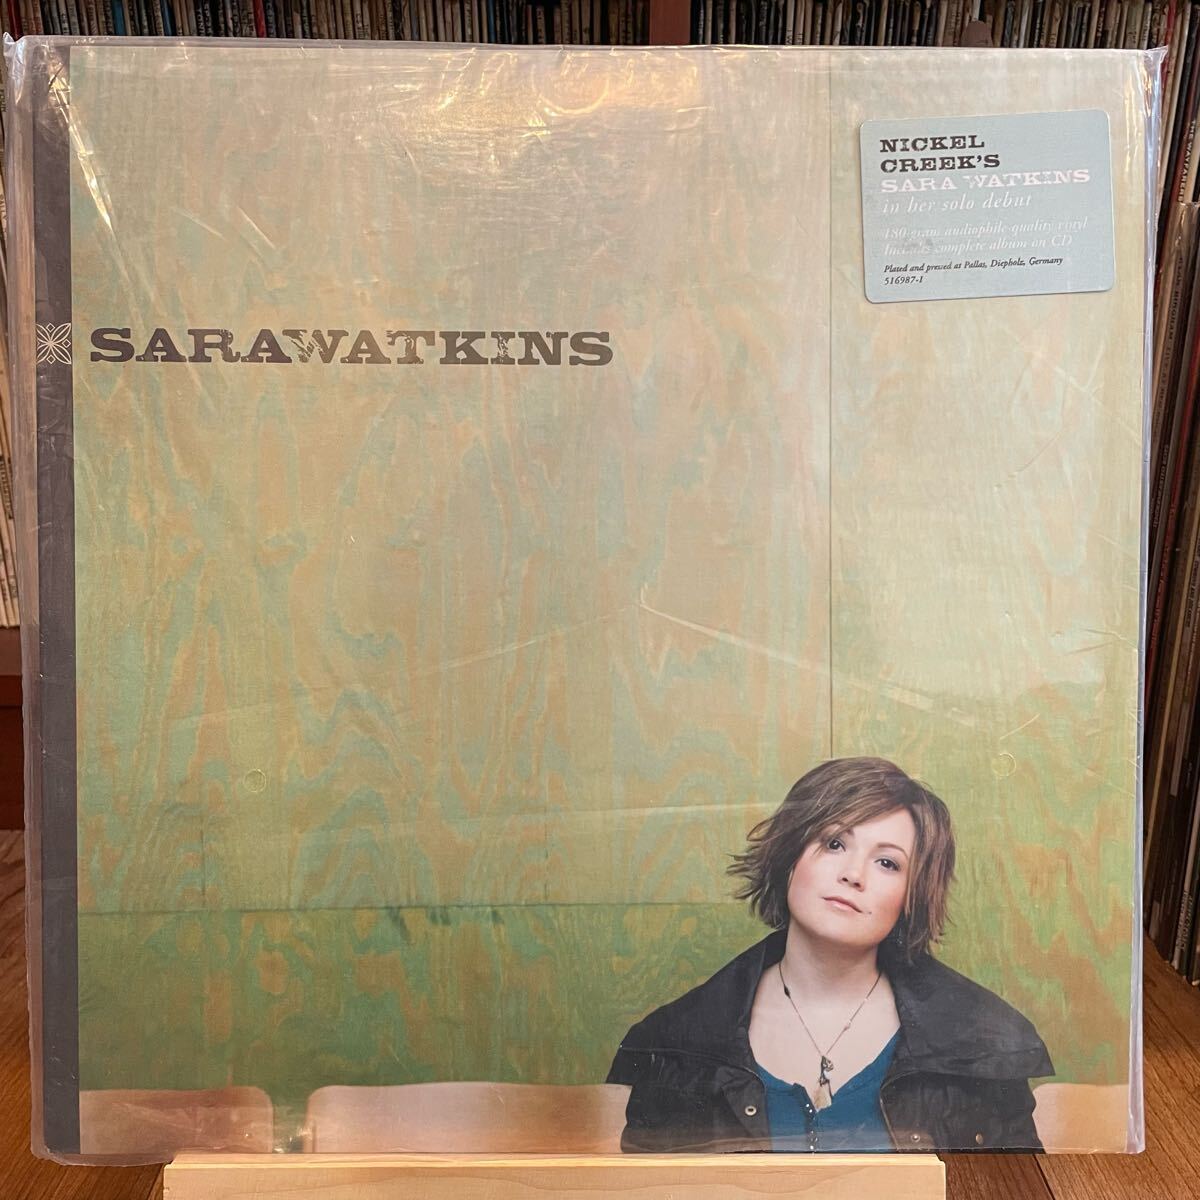 NICKEL
CREEK'S
SARA WATKINS
in her solo debut
180 gram audiophile-quality vinyl
Includes complete album on CD
Plated and pressed at Pallas, Diepholz, Germany
516987-1
SARAWATKINS